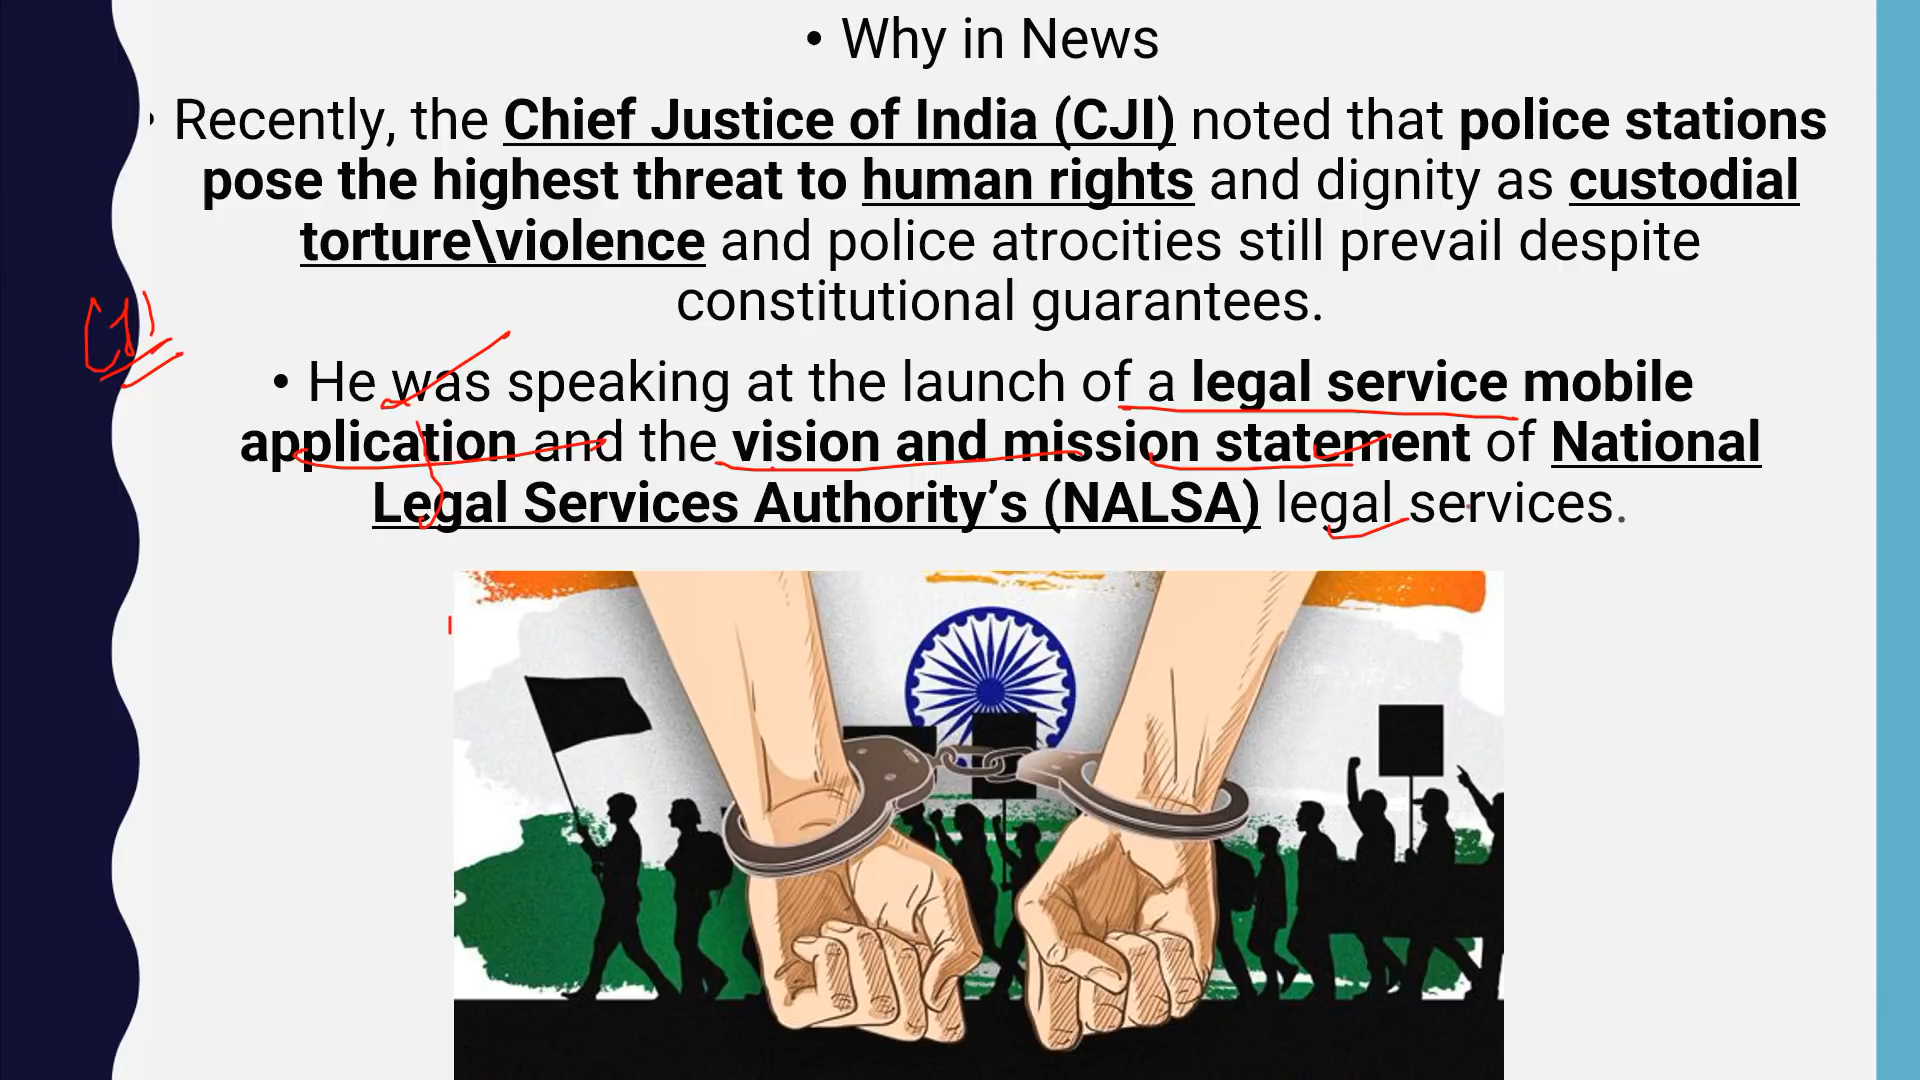 • Why in News
Recently, the Chief Justice of India (CJI) noted that police stations
pose the highest threat to human rights and dignity as custodial
torture\violence and police atrocities still prevail despite
constitutional guarantees.
• He was speaking at the launch of a legal service mobile
application and the vision and mission statement of National
Legal Services Authority’s (NALSA) legal services.